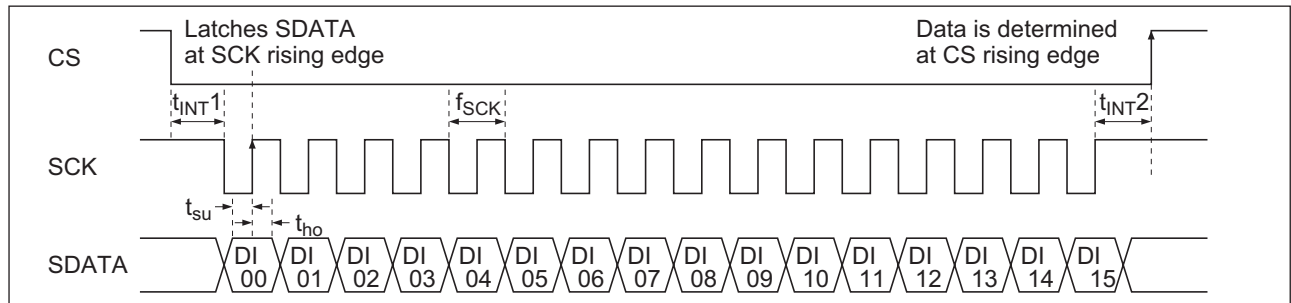 Latches SDATA
at SCK rising edge
Data is determined
at CS rising edge
CS
tINT1
fSCK
tINT2
SCK
tsu
tho
SDATA
DI 00
DI 01
DI 02
DI 03
DI 04
DI 05
DI 06
DI 07
DI 08
DI 09
DI 10
DI 11
DI 12
DI 13
DI 14
DI 15